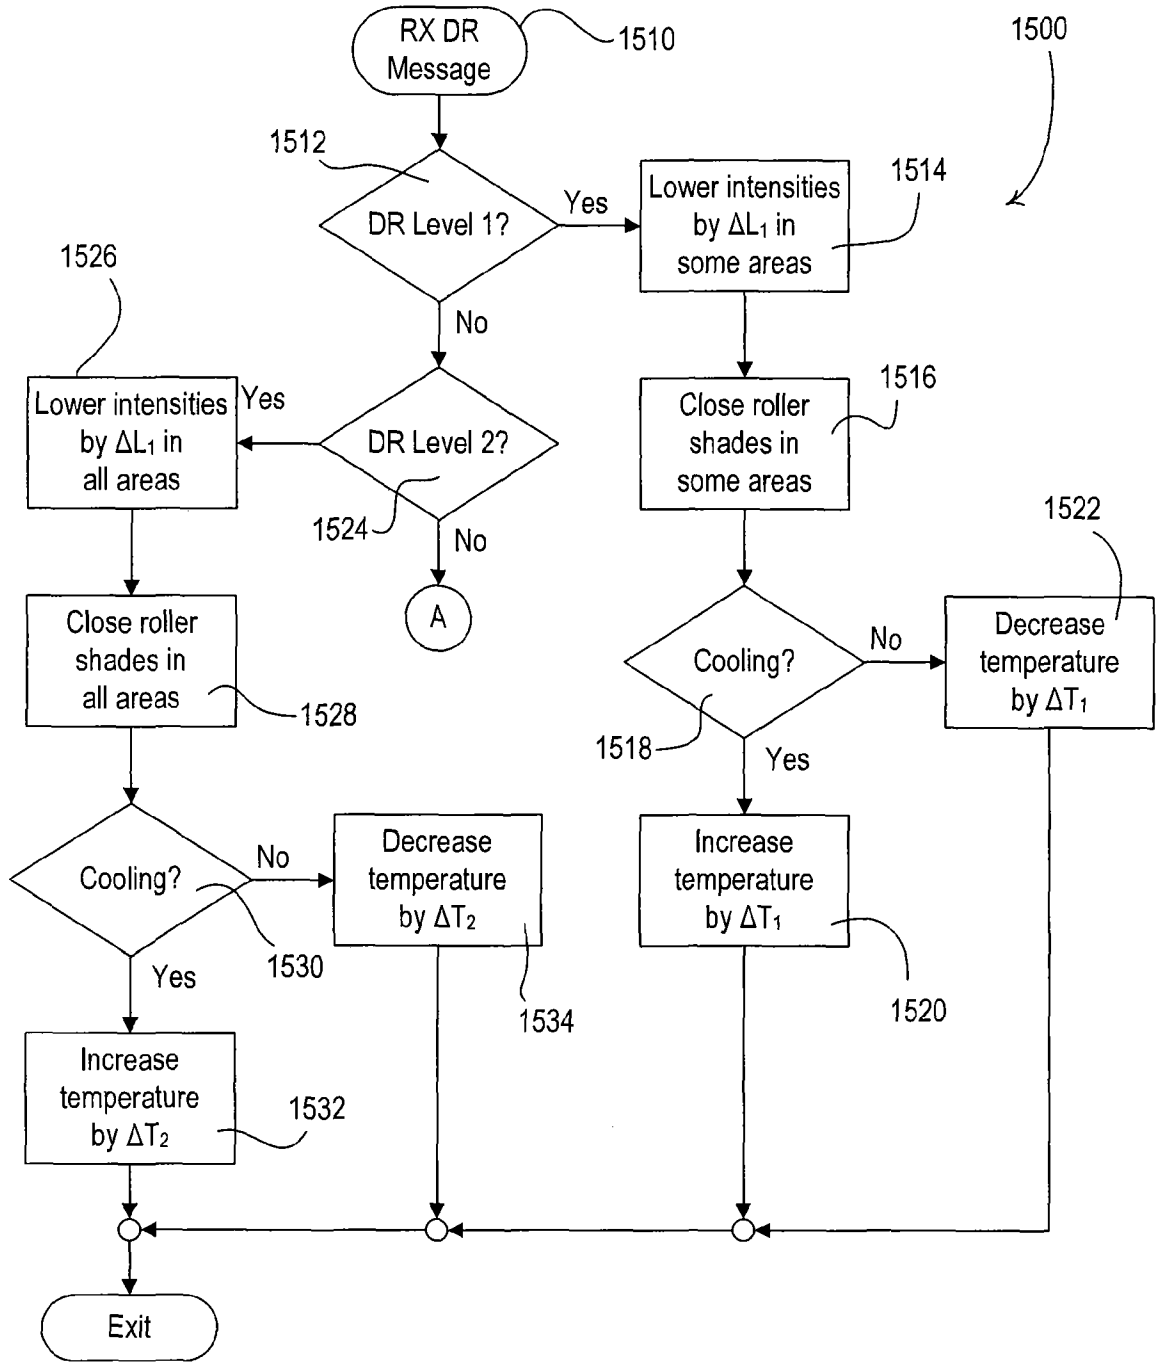 RX DR
Message
1510
1500
1512
DR Level 1?
Yes
Lower intensities
by ΔL₁ in
some areas
1514
No
1526
Lower intensities
by ΔL₁ in
all areas
Yes
DR Level 2?
1524
No
A
Close roller
shades in
some areas
1516
1522
Close roller
shades in
all areas
1528
Cooling?
1518
No
Decrease
temperature
by ΔT₁
Yes
Cooling?
1530
No
Decrease
temperature
by ΔT₂
1534
Increase
temperature
by ΔT₁
1520
Yes
Increase
temperature
by ΔT₂
1532
Exit